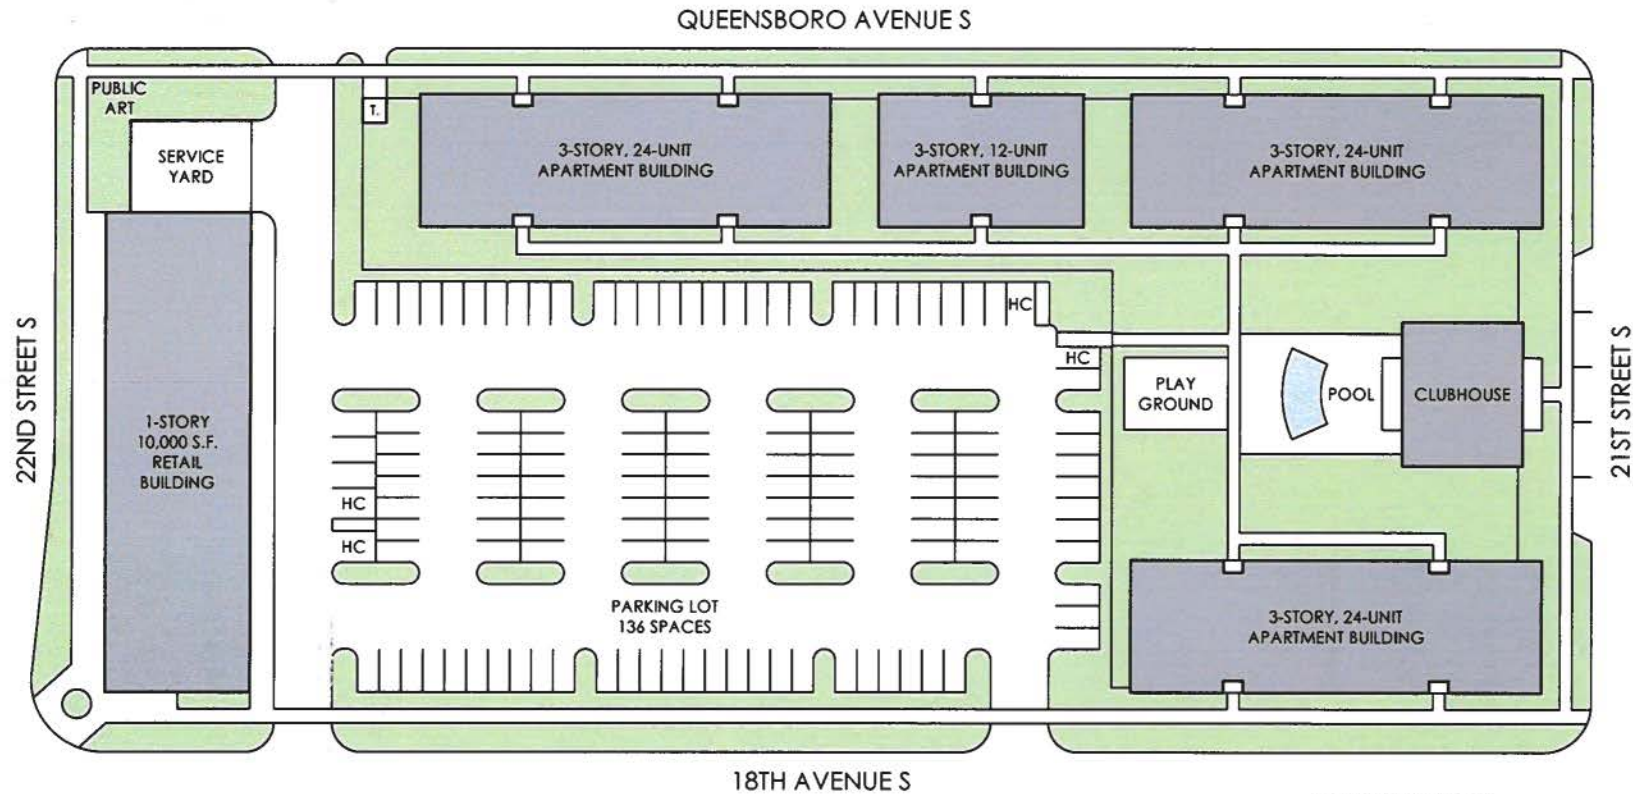 QUEENSBORO AVENUE S
PUBLIC
ART
SERVICE
YARD
T.
3-STORY, 24-UNIT
APARTMENT BUILDING
3-STORY, 12-UNIT
APARTMENT BUILDING
3-STORY, 24-UNIT
APARTMENT BUILDING
22ND STREET S
1-STORY
10,000 S.F.
RETAIL
BUILDING
HC
HC
HC
HC
PLAY
GROUND
POOL
CLUBHOUSE
21ST STREET S
PARKING LOT
136 SPACES
3-STORY, 24-UNIT
APARTMENT BUILDING
18TH AVENUE S